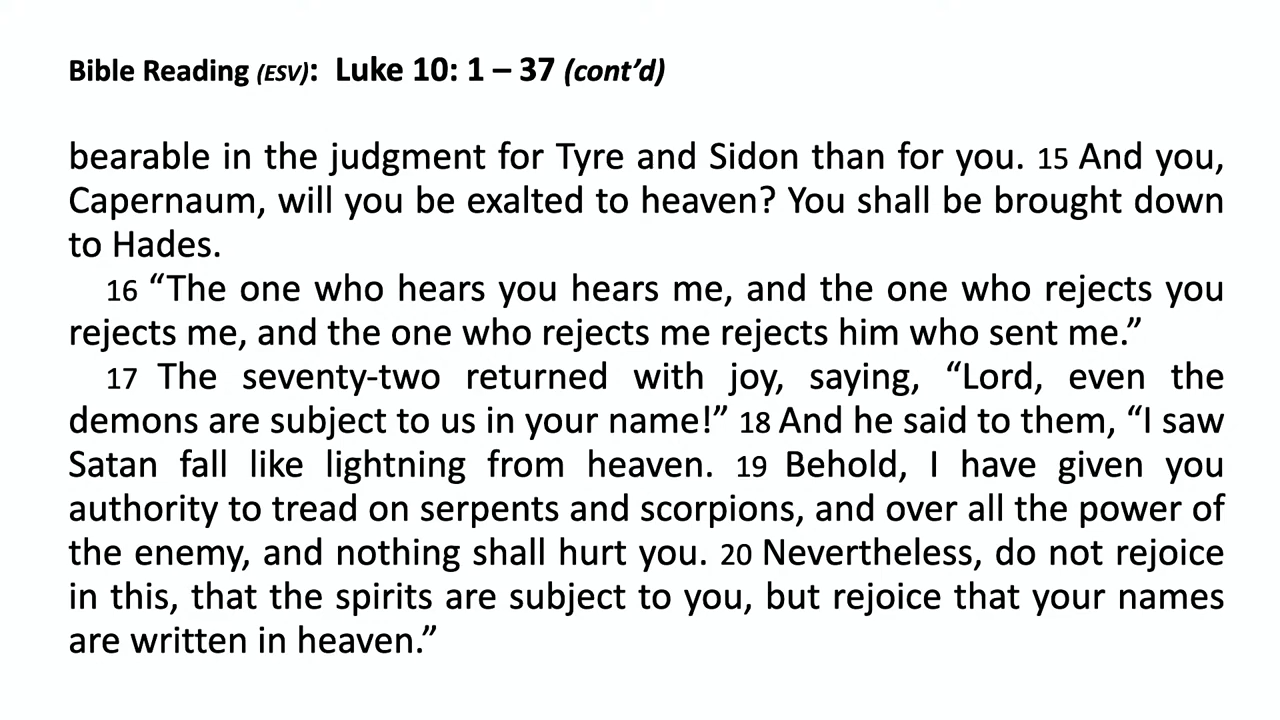 Bible Reading (ESV): Luke 10: 1 – 37 (cont’d)
bearable in the judgment for Tyre and Sidon than for you. 15 And you,
Capernaum, will you be exalted to heaven? You shall be brought down
to Hades.
16 “The one who hears you hears me, and the one who rejects you
rejects me, and the one who rejects me rejects him who sent me.”
17 The seventy-two returned with joy, saying, “Lord, even the
demons are subject to us in your name!” 18 And he said to them, “I saw
Satan fall like lightning from heaven. 19 Behold, I have given you
authority to tread on serpents and scorpions, and over all the power of
the enemy, and nothing shall hurt you. 20 Nevertheless, do not rejoice
in this, that the spirits are subject to you, but rejoice that your names
are written in heaven.”